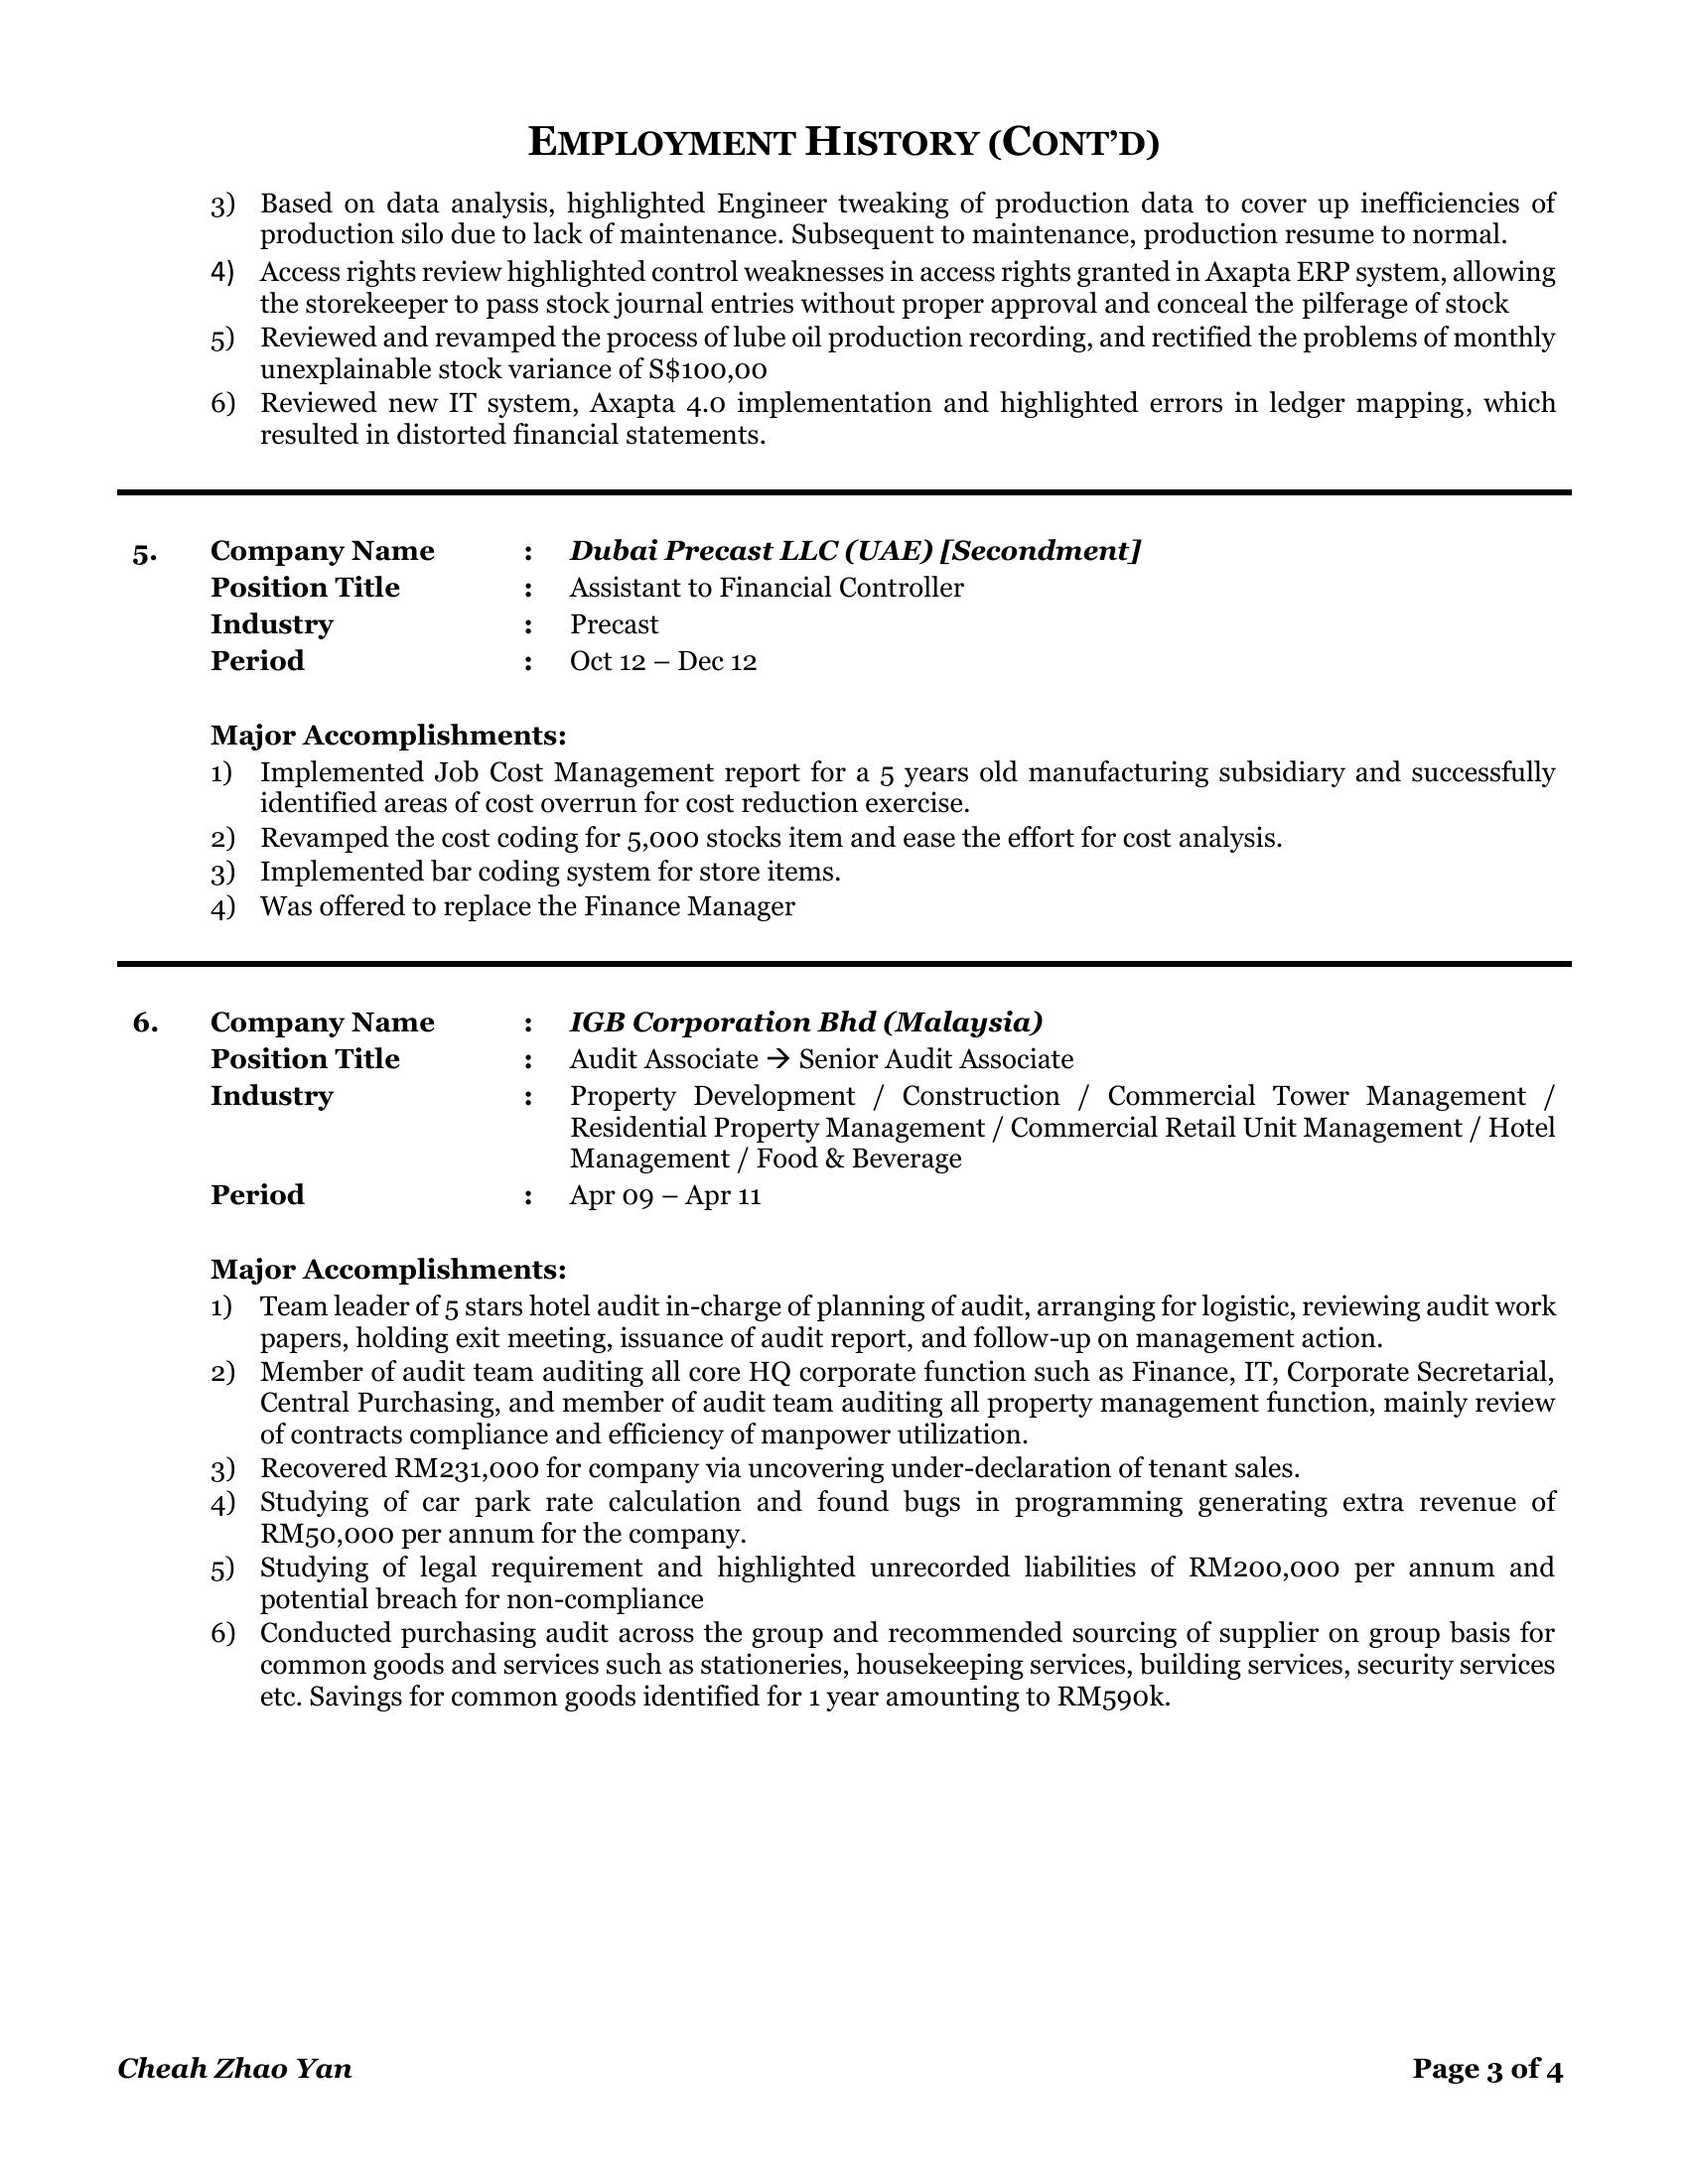 EMPLOYMENT HISTORY (CONT’D)
3) Based on data analysis, highlighted Engineer tweaking of production data to cover up inefficiencies of
production silo due to lack of maintenance. Subsequent to maintenance, production resume to normal.
4) Access rights review highlighted control weaknesses in access rights granted in Axapta ERP system, allowing
the storekeeper to pass stock journal entries without proper approval and conceal the pilferage of stock
5) Reviewed and revamped the process of lube oil production recording, and rectified the problems of monthly
unexplainable stock variance of S$100,00
6) Reviewed new IT system, Axapta 4.0 implementation and highlighted errors in ledger mapping, which
resulted in distorted financial statements.
5. Company Name : Dubai Precast LLC (UAE) [Secondment]
Position Title : Assistant to Financial Controller
Industry : Precast
Period : Oct 12 – Dec 12
Major Accomplishments:
1) Implemented Job Cost Management report for a 5 years old manufacturing subsidiary and successfully
identified areas of cost overrun for cost reduction exercise.
2) Revamped the cost coding for 5,000 stocks item and ease the effort for cost analysis.
3) Implemented bar coding system for store items.
4) Was offered to replace the Finance Manager
6. Company Name : IGB Corporation Bhd (Malaysia)
Position Title : Audit Associate → Senior Audit Associate
Industry : Property Development / Construction / Commercial Tower Management /
Residential Property Management / Commercial Retail Unit Management / Hotel
Management / Food & Beverage
Period : Apr 09 – Apr 11
Major Accomplishments:
1) Team leader of 5 stars hotel audit in-charge of planning of audit, arranging for logistic, reviewing audit work
papers, holding exit meeting, issuance of audit report, and follow-up on management action.
2) Member of audit team auditing all core HQ corporate function such as Finance, IT, Corporate Secretarial,
Central Purchasing, and member of audit team auditing all property management function, mainly review
of contracts compliance and efficiency of manpower utilization.
3) Recovered RM231,000 for company via uncovering under-declaration of tenant sales.
4) Studying of car park rate calculation and found bugs in programming generating extra revenue of
RM50,000 per annum for the company.
5) Studying of legal requirement and highlighted unrecorded liabilities of RM200,000 per annum and
potential breach for non-compliance
6) Conducted purchasing audit across the group and recommended sourcing of supplier on group basis for
common goods and services such as stationeries, housekeeping services, building services, security services
etc. Savings for common goods identified for 1 year amounting to RM590k.
Cheah Zhao Yan Page 3 of 4